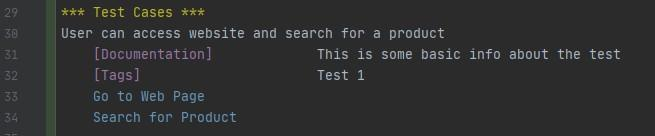 29 *** Test Cases ***
30 User can access website and search for a product
31 [Documentation] This is some basic info about the test
32 [Tags] Test 1
33 Go to Web Page
34 Search for Product